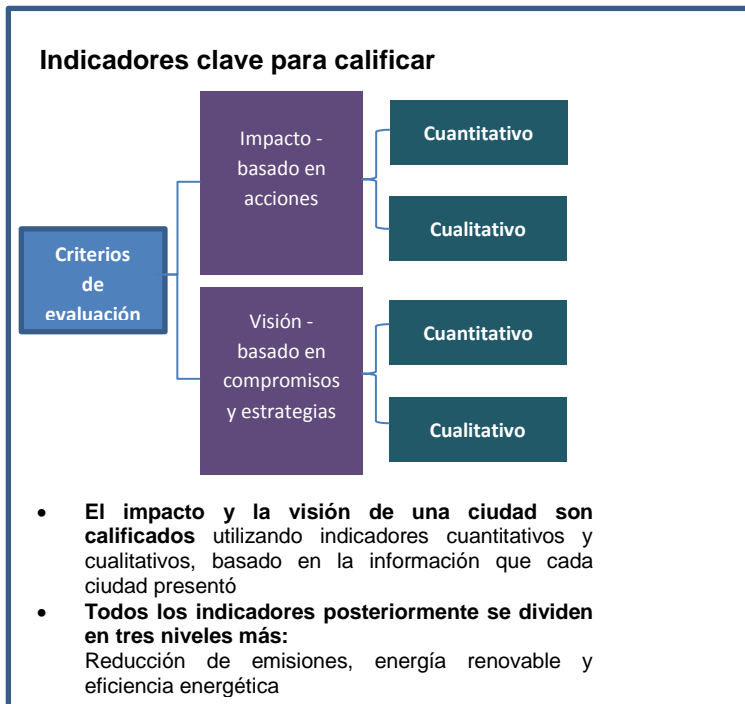 Indicadores clave para calificar
Impacto -
basado en
acciones
Cuantitativo
Cualitativo
Criterios
de
evaluación
Visión -
basado en
compromisos
y estrategias
Cuantitativo
Cualitativo
• El impacto y la visión de una ciudad son
calificados utilizando indicadores cuantitativos y
cualitativos, basado en la información que cada
ciudad presentó
• Todos los indicadores posteriormente se dividen
en tres niveles más:
Reducción de emisiones, energía renovable y
eficiencia energética